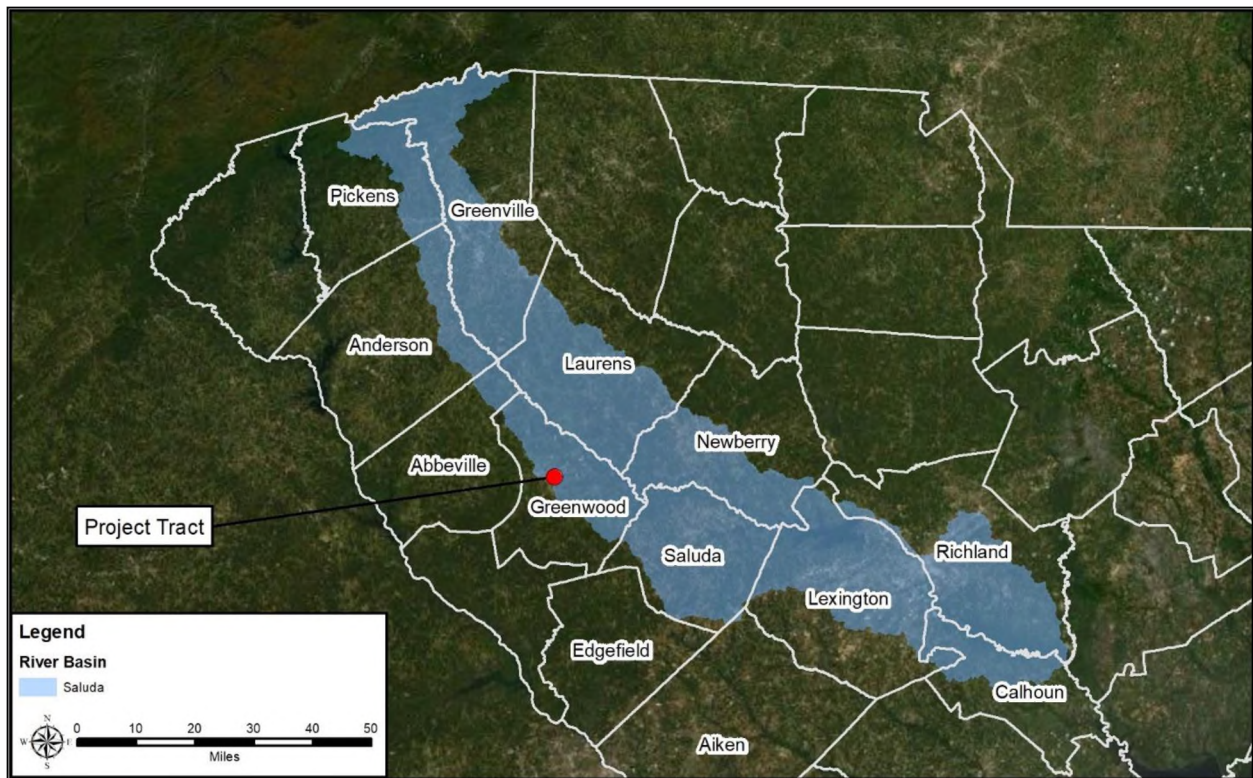 Pickens
Greenville
Anderson
Laurens
Newberry
Abbeville
Greenwood
Project Tract
Saluda
Richland
Lexington
Edgefield
Calhoun
Aiken
Legend
River Basin
Saluda
N
W E
S
0 10 20 30 40 50
Miles